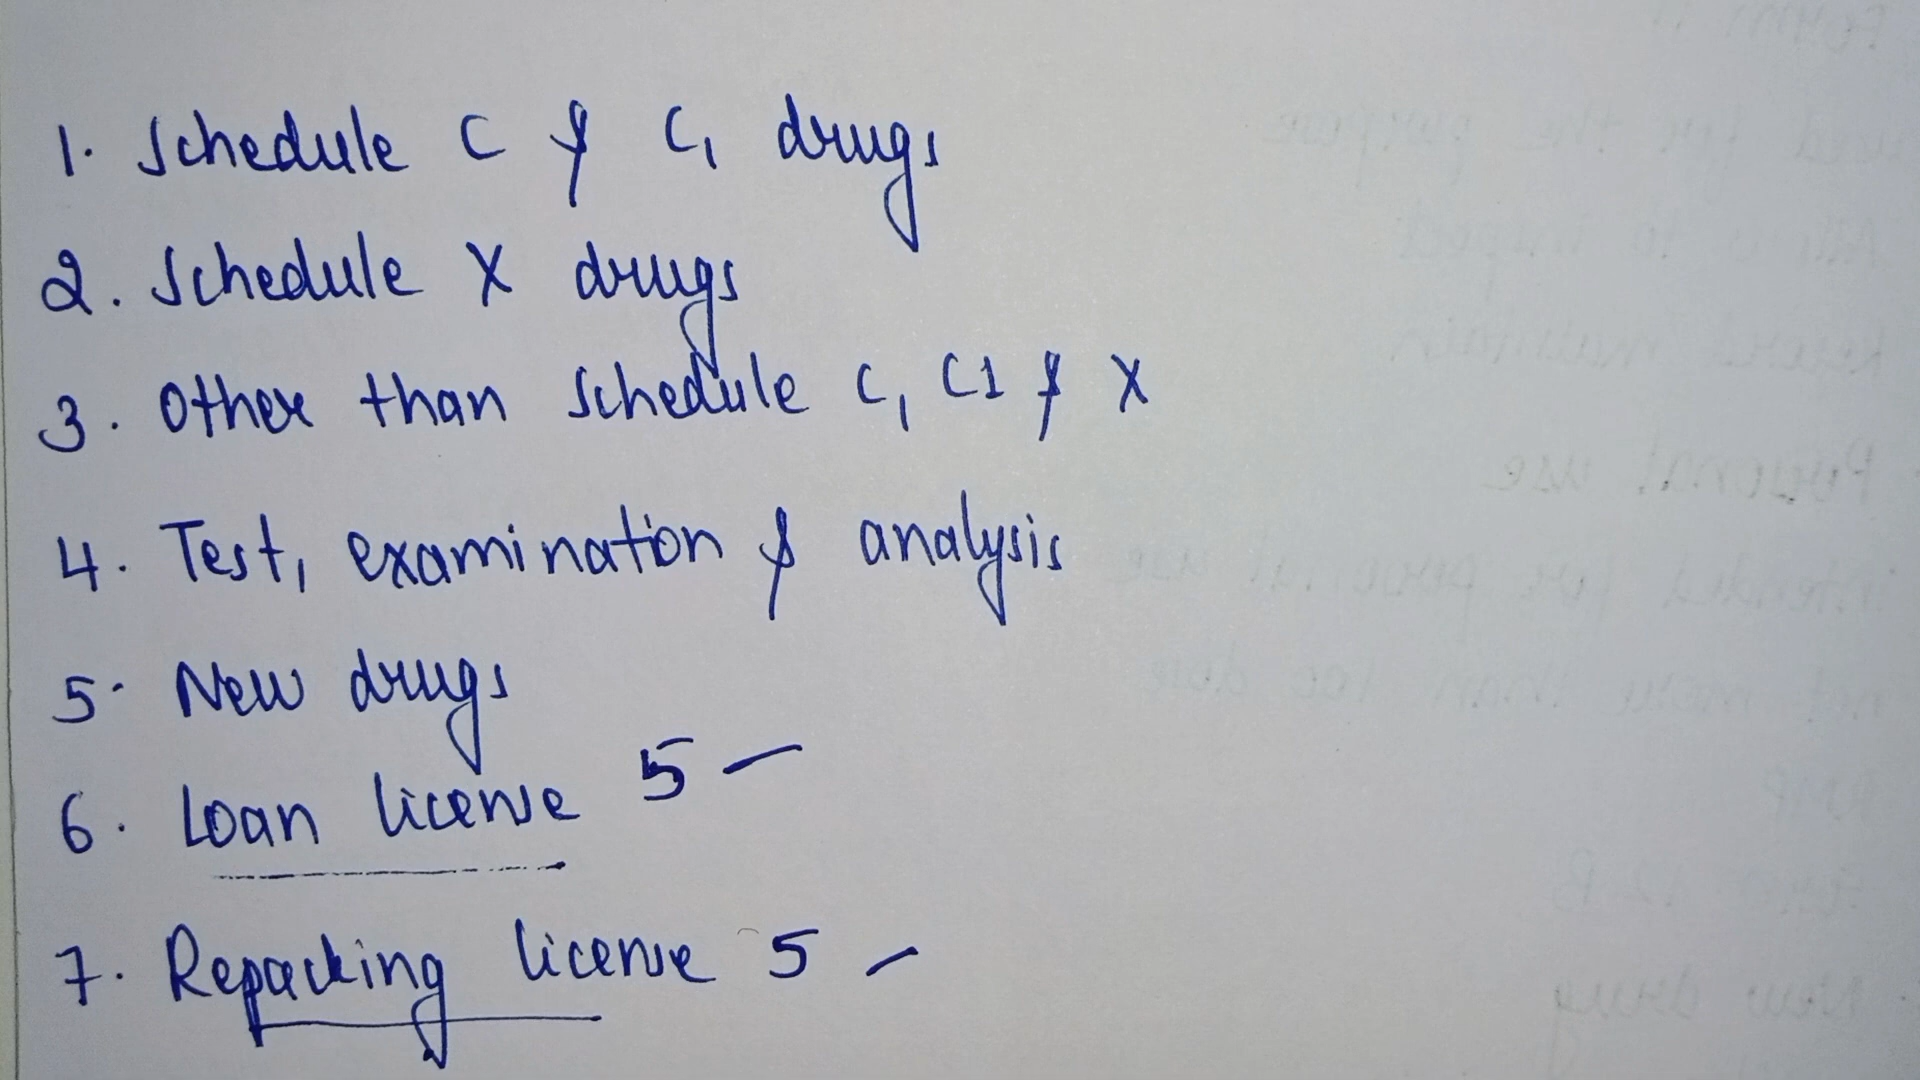 1. Schedule C & C1 drugs
2. Schedule X drugs
3. Other than Schedule C, C1 & X
4. Test, examination & analysis
5. New drugs
6. Loan license 5 —
7. Repacking license 5 —